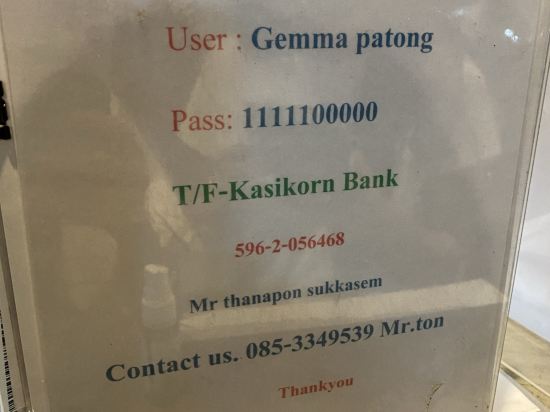 User : Gemma patong
Pass: 1111100000
T/F-Kasikorn Bank
596-2-056468
Mr thanapon sukkasem
Contact us. 085-3349539 Mr.ton
Thankyou